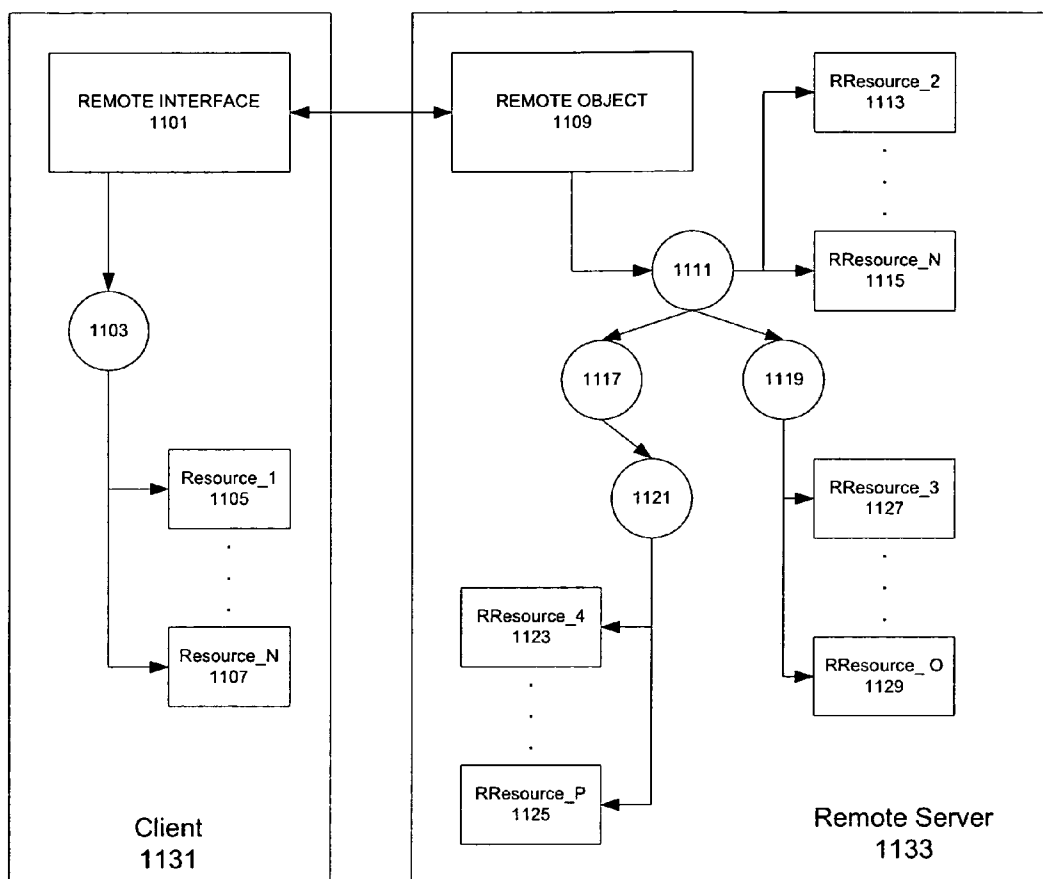 REMOTE INTERFACE
1101
REMOTE OBJECT
1109
RResource_2
1113
RResource_N
1115
1111
1103
1117
1119
Resource_1
1105
1121
RResource_3
1127
RResource_4
1123
Resource_N
1107
RResource_ O
1129
RResource_P
1125
Client
1131
Remote Server
1133